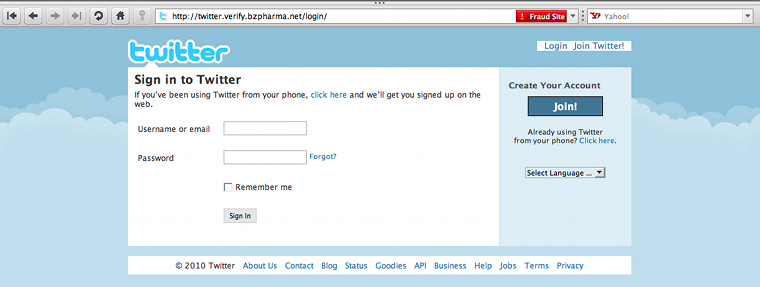 http://twitter.verify.bzpharma.net/login/
Fraud Site
Yahoo!
twitter
Login Join Twitter!
Sign in to Twitter
If you've been using Twitter from your phone, click here and we'll get you signed up on the
web.
Username or email
Password
Forgot?
Remember me
Sign In
Create Your Account
Join!
Already using Twitter
from your phone? Click here.
Select Language ...
© 2010 Twitter About Us Contact Blog Status Goodies API Business Help Jobs Terms Privacy